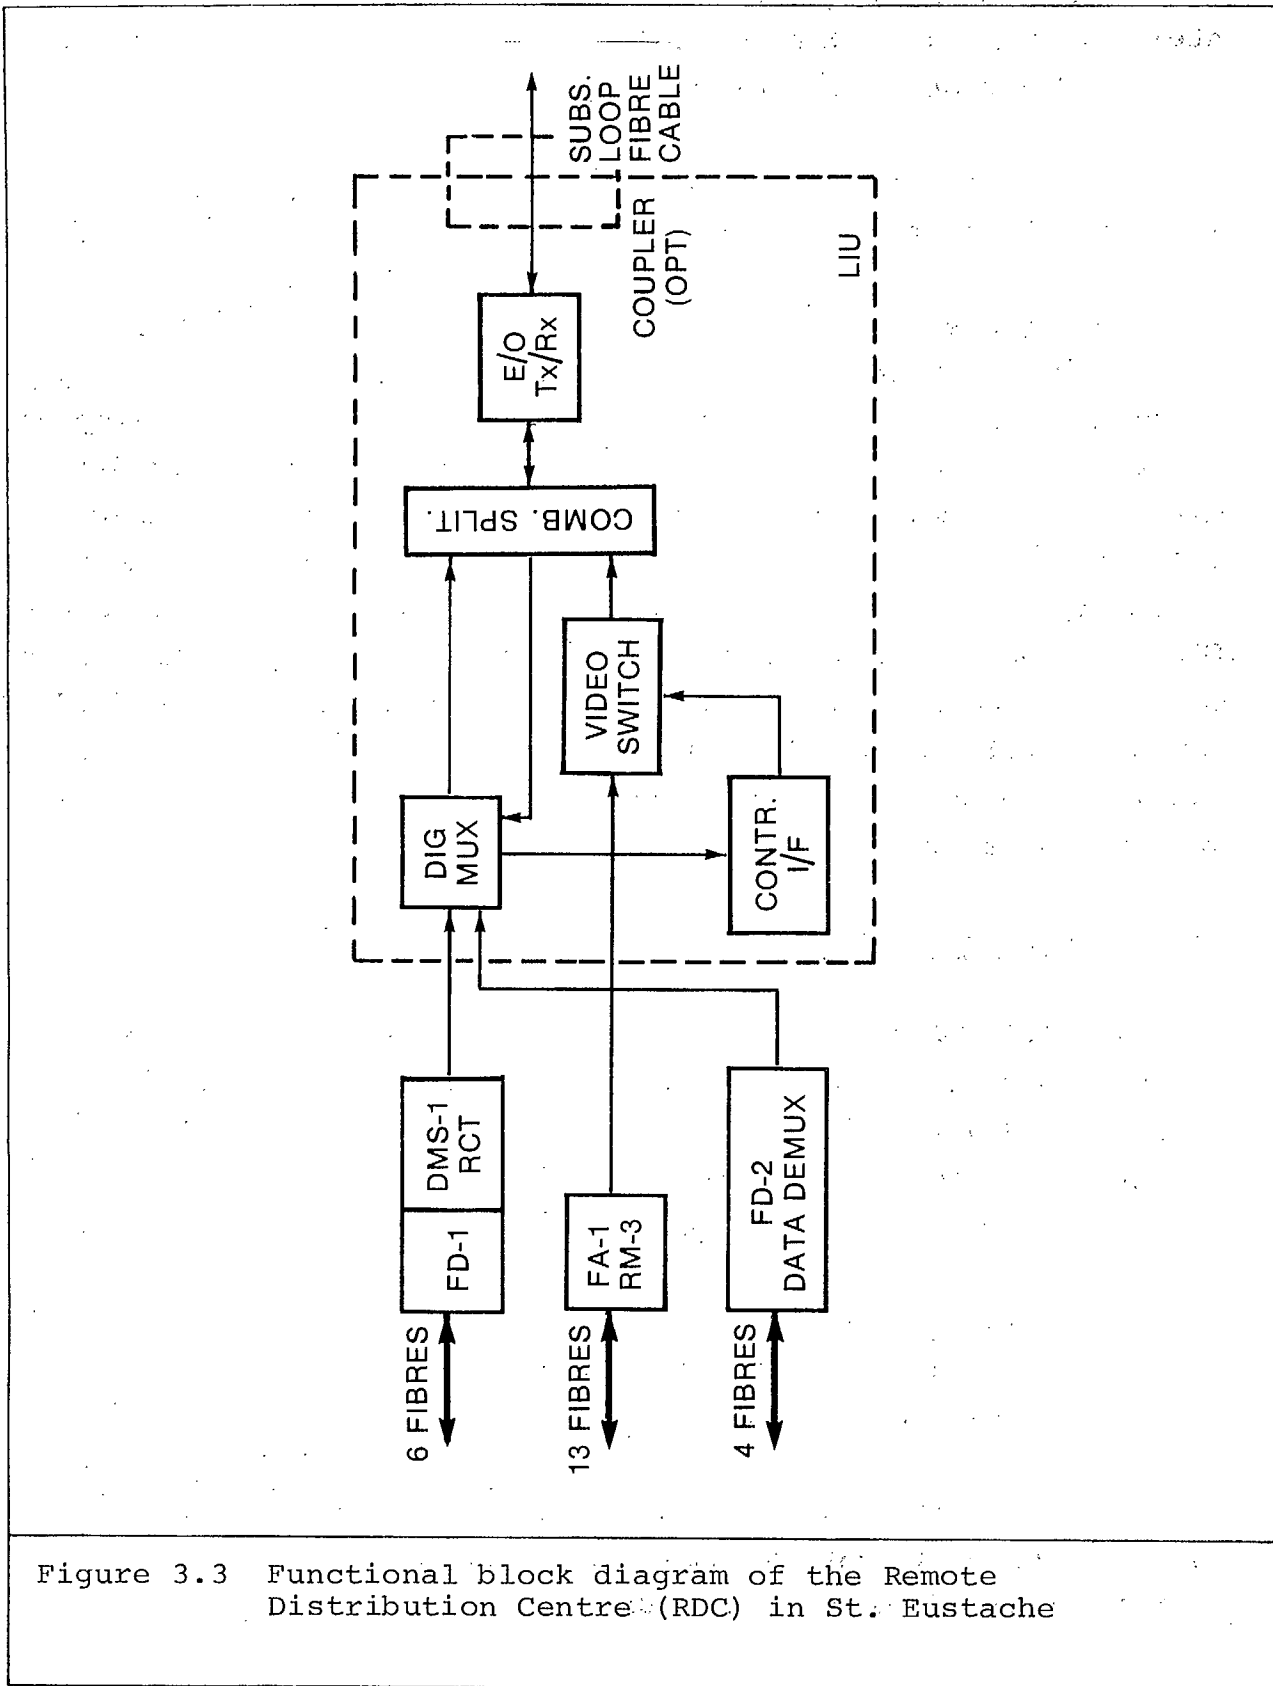 6 FIBRES
FD-1
DMS-1
RCT
DIG
MUX
COMB. SPLIT.
E/O
Tx/Rx
SUBS.
LOOP
FIBRE
CABLE
COUPLER
(OPT)
LIU
13 FIBRES
FA-1
RM-3
VIDEO
SWITCH
4 FIBRES
FD-2
DATA DEMUX
CONTR.
I/F
Figure 3.3 Functional block diagram of the Remote
Distribution Centre (RDC) in St. Eustache